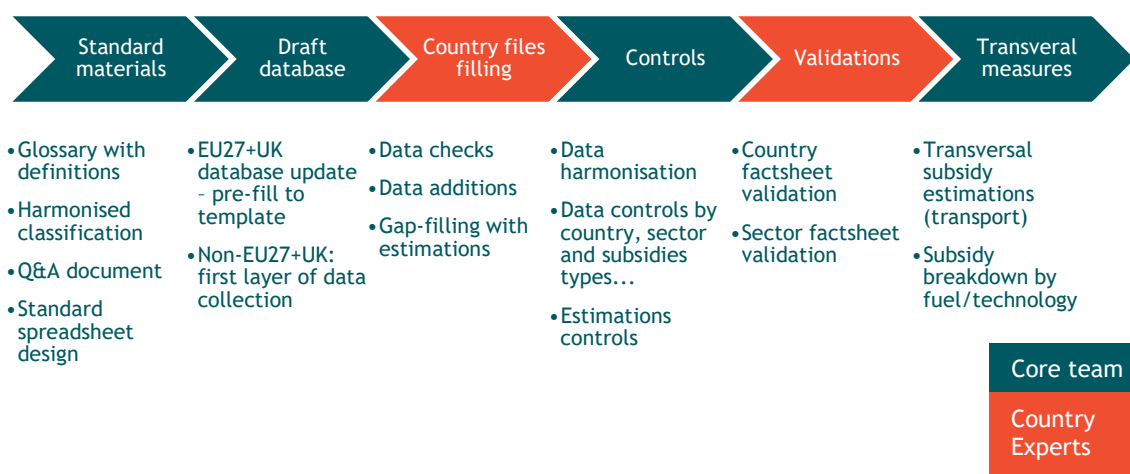 Standard
materials
Draft
database
Country files
filling
Controls
Validations
Transveral
measures
•Glossary with
definitions
•Harmonised
classification
•Q&A document
•Standard
spreadsheet
design
•EU27+UK
database update
– pre-fill to
template
•Non-EU27+UK:
first layer of data
collection
•Data checks
•Data additions
•Gap-filling with
estimations
•Data
harmonisation
•Data controls by
country, sector
and subsidies
types...
•Estimations
controls
•Country
factsheet
validation
•Sector factsheet
validation
•Transversal
subsidy
estimations
(transport)
•Subsidy
breakdown by
fuel/technology
Core team
Country
Experts